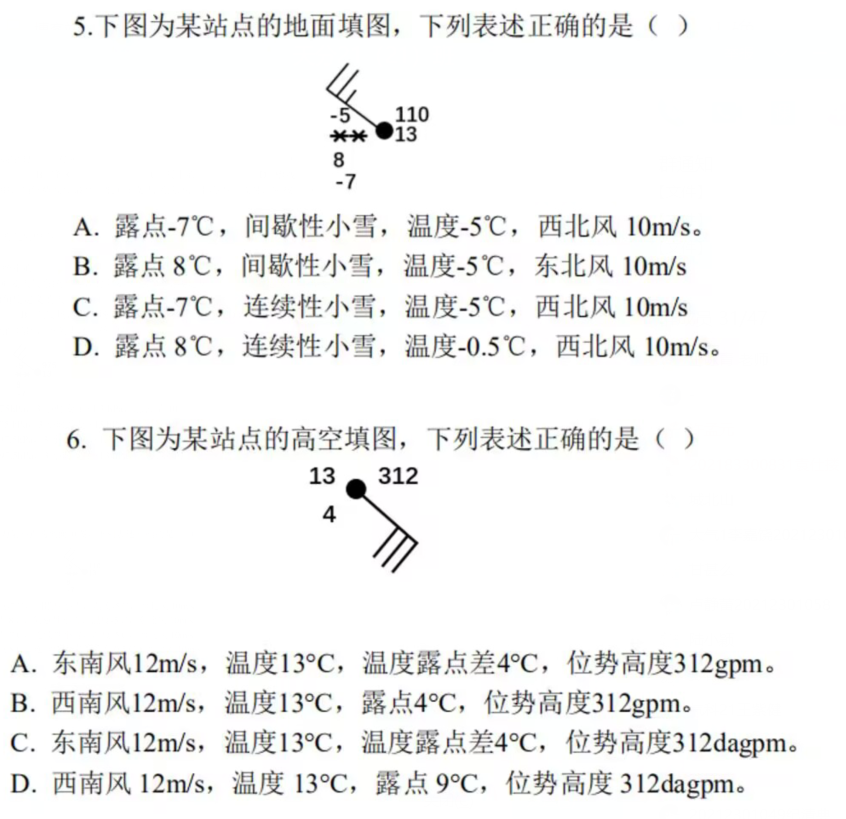 5.下图为某站点的地面填图，下列表述正确的是（ ）
-5 110
13
8
-7
A. 露点-7℃，间歇性小雪，温度-5℃，西北风 10m/s。
B. 露点 8℃，间歇性小雪，温度-5℃，东北风 10m/s
C. 露点-7℃，连续性小雪，温度-5℃，西北风 10m/s
D. 露点 8℃，连续性小雪，温度-0.5℃，西北风 10m/s。
6. 下图为某站点的高空填图，下列表述正确的是（ ）
13 312
4
A. 东南风12m/s，温度13°C，温度露点差4°C，位势高度312gpm。
B. 西南风12m/s，温度13°C，露点4°C，位势高度312gpm。
C. 东南风12m/s，温度13°C，温度露点差4°C，位势高度312dagpm。
D. 西南风 12m/s，温度 13°C，露点 9°C，位势高度 312dagpm。